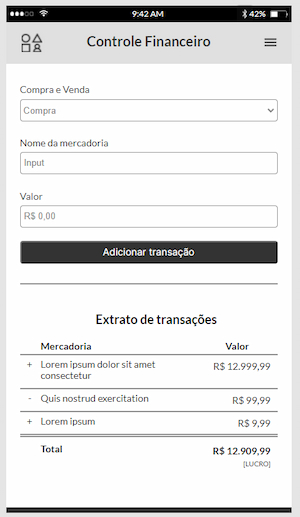 9:42 AM
42%
Controle Financeiro
Compra e Venda
Compra
Nome da mercadoria
Input
Valor
R$ 0,00
Adicionar transação
Extrato de transações
Mercadoria Valor
+ Lorem ipsum dolor sit amet R$ 12.999,99
consectetur
- Quis nostrud exercitation R$ 99,99
+ Lorem ipsum R$ 9,99
Total R$ 12.909,99
[LUCRO]